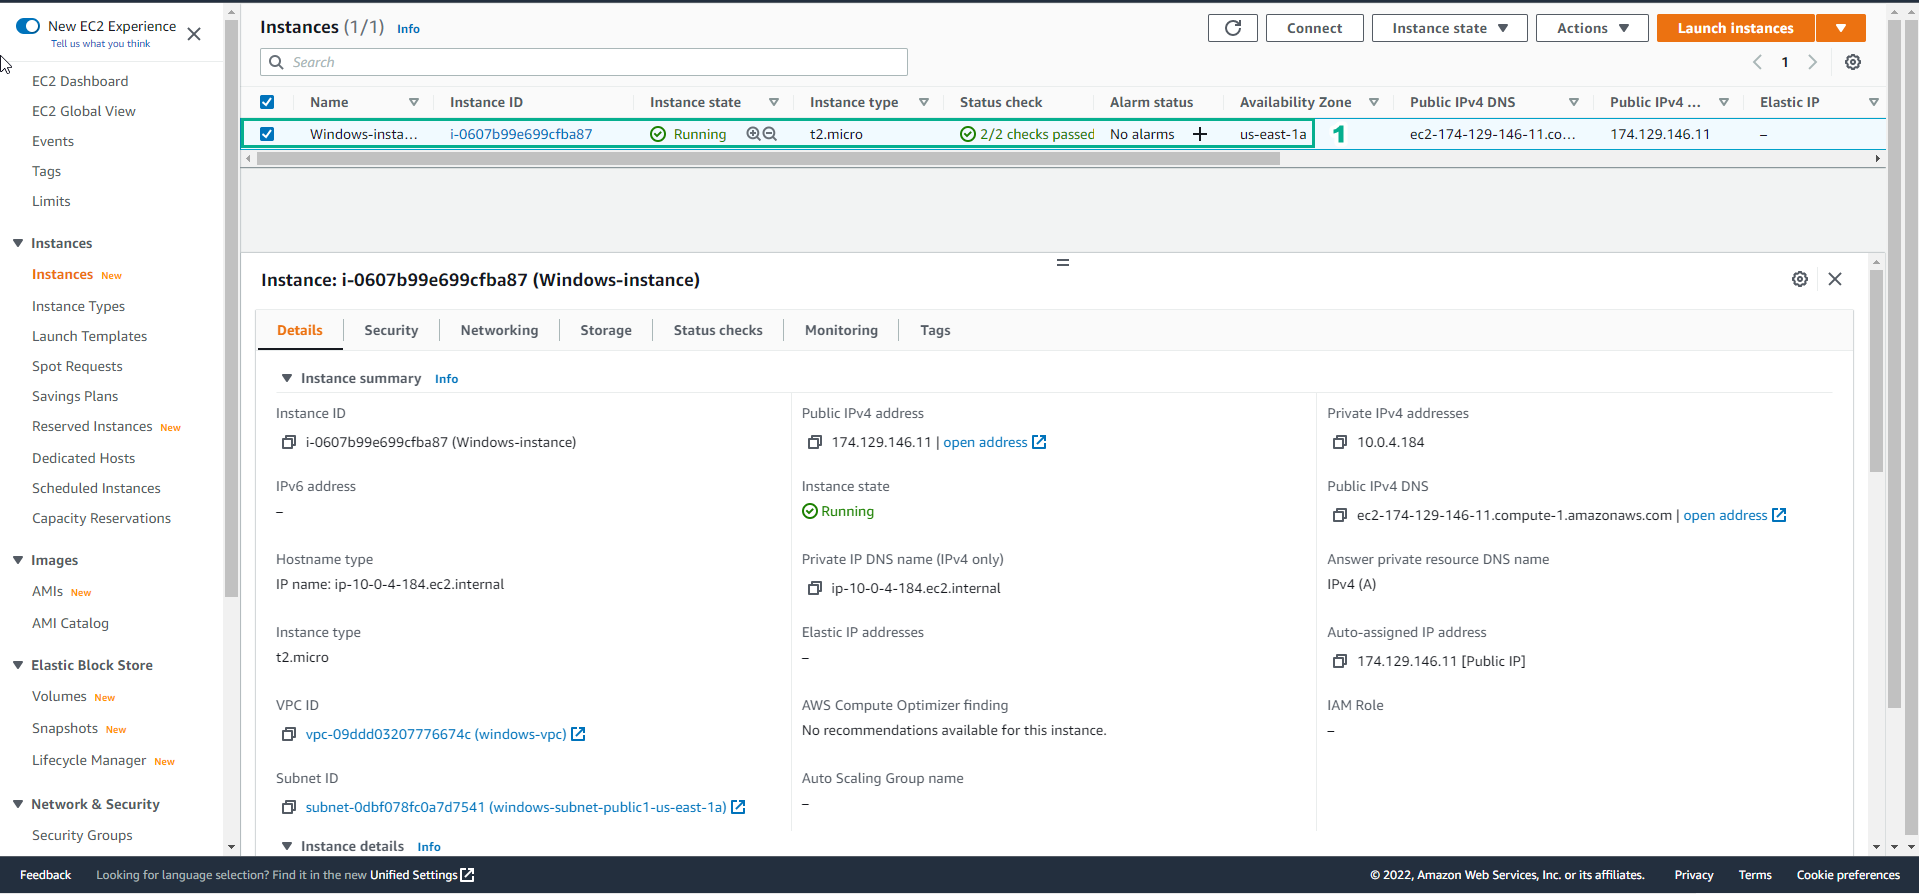 New EC2 Experience
Tell us what you think
EC2 Dashboard
EC2 Global View
Events
Tags
Limits
Instances
Instances New
Instance Types
Launch Templates
Spot Requests
Savings Plans
Reserved Instances New
Dedicated Hosts
Scheduled Instances
Capacity Reservations
Images
AMIs New
AMI Catalog
Elastic Block Store
Volumes New
Snapshots New
Lifecycle Manager New
Network & Security
Security Groups
Instances (1/1) Info
Connect Instance state Actions Launch instances
Search
1
Name Instance ID Instance state Instance type Status check Alarm status Availability Zone Public IPv4 DNS Public IPv4 ... Elastic IP
Windows-insta... i-0607b99e699cfba87 Running t2.micro 2/2 checks passed No alarms + us-east-1a 1 ec2-174-129-146-11.co... 174.129.146.11 –
Instance: i-0607b99e699cfba87 (Windows-instance)
Details Security Networking Storage Status checks Monitoring Tags
Instance summary Info
Instance ID Public IPv4 address Private IPv4 addresses
i-0607b99e699cfba87 (Windows-instance) 174.129.146.11 | open address 10.0.4.184
IPv6 address Instance state Public IPv4 DNS
– Running ec2-174-129-146-11.compute-1.amazonaws.com | open address
Hostname type Private IP DNS name (IPv4 only) Answer private resource DNS name
IP name: ip-10-0-4-184.ec2.internal ip-10-0-4-184.ec2.internal IPv4 (A)
Instance type Elastic IP addresses Auto-assigned IP address
t2.micro – 174.129.146.11 [Public IP]
VPC ID AWS Compute Optimizer finding IAM Role
vpc-09ddd03207776674c (windows-vpc) No recommendations available for this instance. –
Subnet ID Auto Scaling Group name
subnet-0dbf078fc0a7d7541 (windows-subnet-public1-us-east-1a) –
Instance details Info
Feedback Looking for language selection? Find it in the new Unified Settings © 2022, Amazon Web Services, Inc. or its affiliates. Privacy Terms Cookie preferences